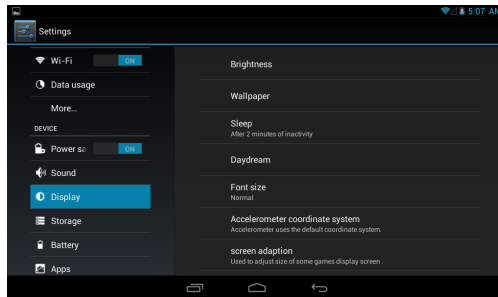 5:07 AM
Settings
Wi-Fi
ON
Data usage
More...
DEVICE
Power sa
ON
Sound
Display
Storage
Battery
Apps
Brightness
Wallpaper
Sleep
After 2 minutes of inactivity
Daydream
Font size
Normal
Accelerometer coordinate system
Accelerometer uses the default coordinate system.
screen adaption
Used to adjust size of some games display screen .